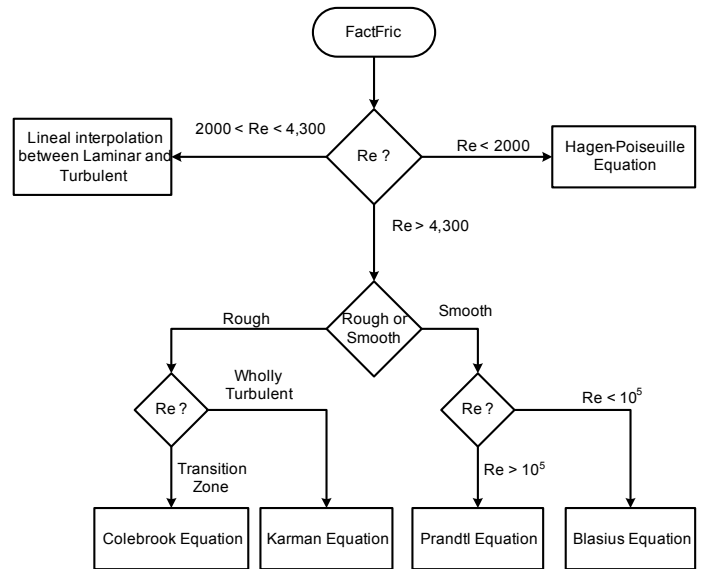 FactFric
2000 < Re < 4,300
Lineal interpolation
between Laminar and
Turbulent
Re ?
Re < 2000
Hagen-Poiseuille
Equation
Re > 4,300
Rough
Rough or
Smooth
Smooth
Re ?
Wholly
Turbulent
Re ?
Re < 10⁵
Transition
Zone
Re > 10⁵
Colebrook Equation
Karman Equation
Prandtl Equation
Blasius Equation